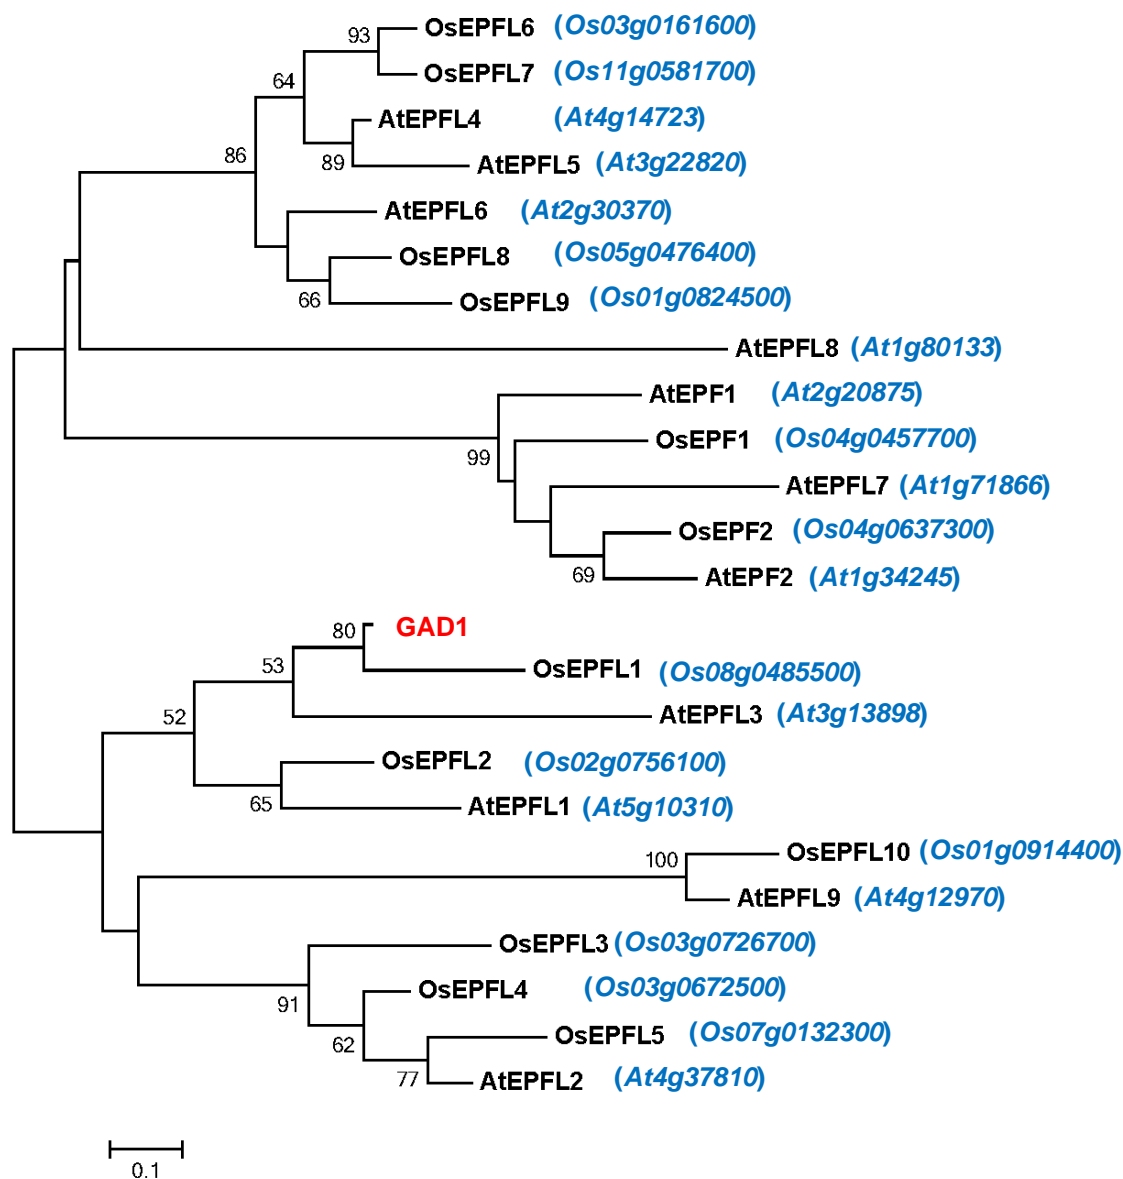 OsEPFL6 (Os03g0161600)
93
OsEPFL7 (Os11g0581700)
64
AtEPFL4 (At4g14723)
86
89
AtEPFL5 (At3g22820)
AtEPFL6 (At2g30370)
OsEPFL8 (Os05g0476400)
66
OsEPFL9 (Os01g0824500)
AtEPFL8 (At1g80133)
AtEPF1 (At2g20875)
OsEPF1 (Os04g0457700)
99
AtEPFL7 (At1g71866)
OsEPF2 (Os04g0637300)
69
AtEPF2 (At1g34245)
80
GAD1
53
OsEPFL1 (Os08g0485500)
52
AtEPFL3 (At3g13898)
OsEPFL2 (Os02g0756100)
65
AtEPFL1 (At5g10310)
100
OsEPFL10 (Os01g0914400)
AtEPFL9 (At4g12970)
OsEPFL3 (Os03g0726700)
91
OsEPFL4 (Os03g0672500)
62
OsEPFL5 (Os07g0132300)
77
AtEPFL2 (At4g37810)
0.1